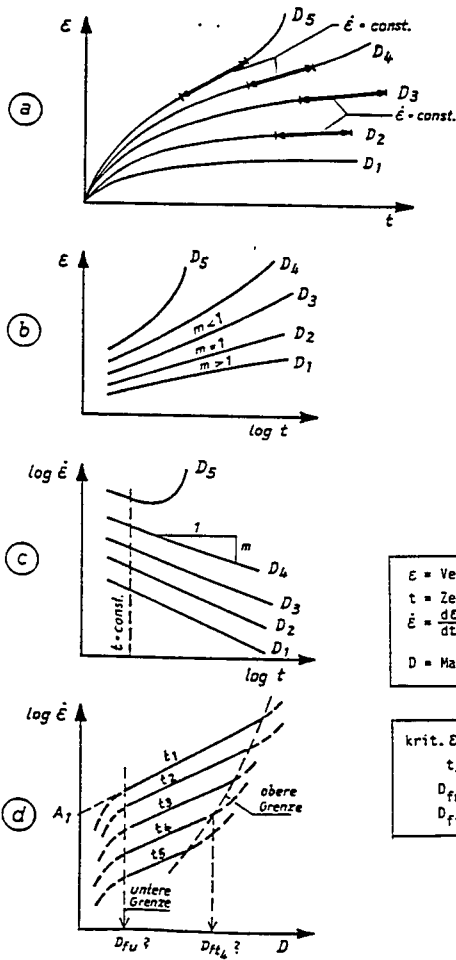 a
ε
D5
ε̇ = const.
D4
D3
ε̇ = const.
D2
D1
t
b
ε
D5
D4
D3
m < 1
D2
m = 1
D1
m > 1
log t
c
log ε̇
D5
1
m
D4
D3
D2
D1
t = const.
log t
ε = Ve
t = Ze
ε̇ = dε
dt
D = Ma
d
log ε̇
t1
t2
A1
t3
t4
t5
obere
Grenze
untere
Grenze
Dfu ?
Dft4 ?
D
krit. ε
t
Df
Df